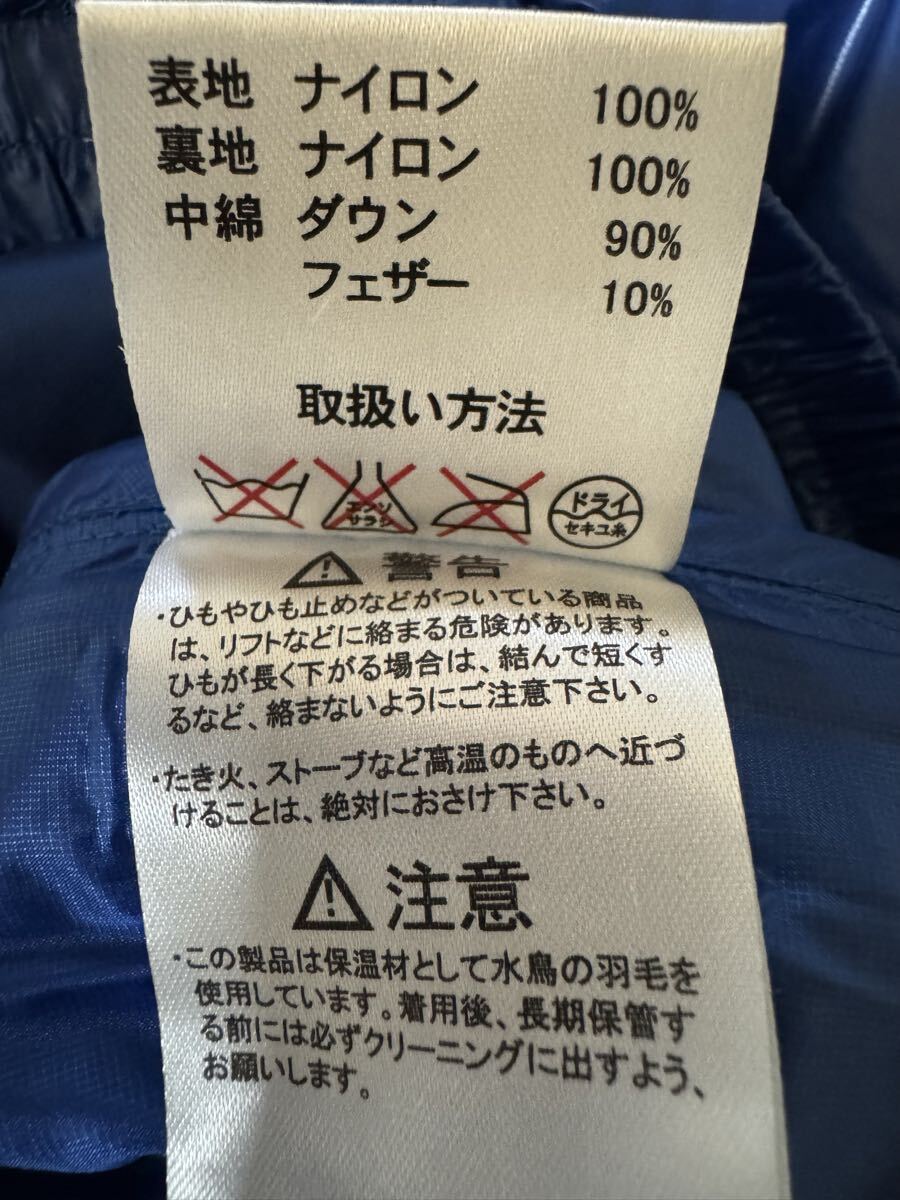 表地 ナイロン 100%
裏地 ナイロン 100%
中綿 ダウン 90%
フェザー 10%
取扱い方法
エンソ
サラシ
ドライ
セキユ系
警告
・ひもやひも止めなどがついている商品
は、リフトなどに絡まる危険があります。
ひもが長く下がる場合は、結んで短くす
るなど、絡まないようにご注意下さい。
・たき火、ストーブなど高温のものへ近づ
けることは、絶対におさけ下さい。
注意
・この製品は保温材として水鳥の羽毛を
使用しています。着用後、長期保管す
る前には必ずクリーニングに出すよう、
お願いします。